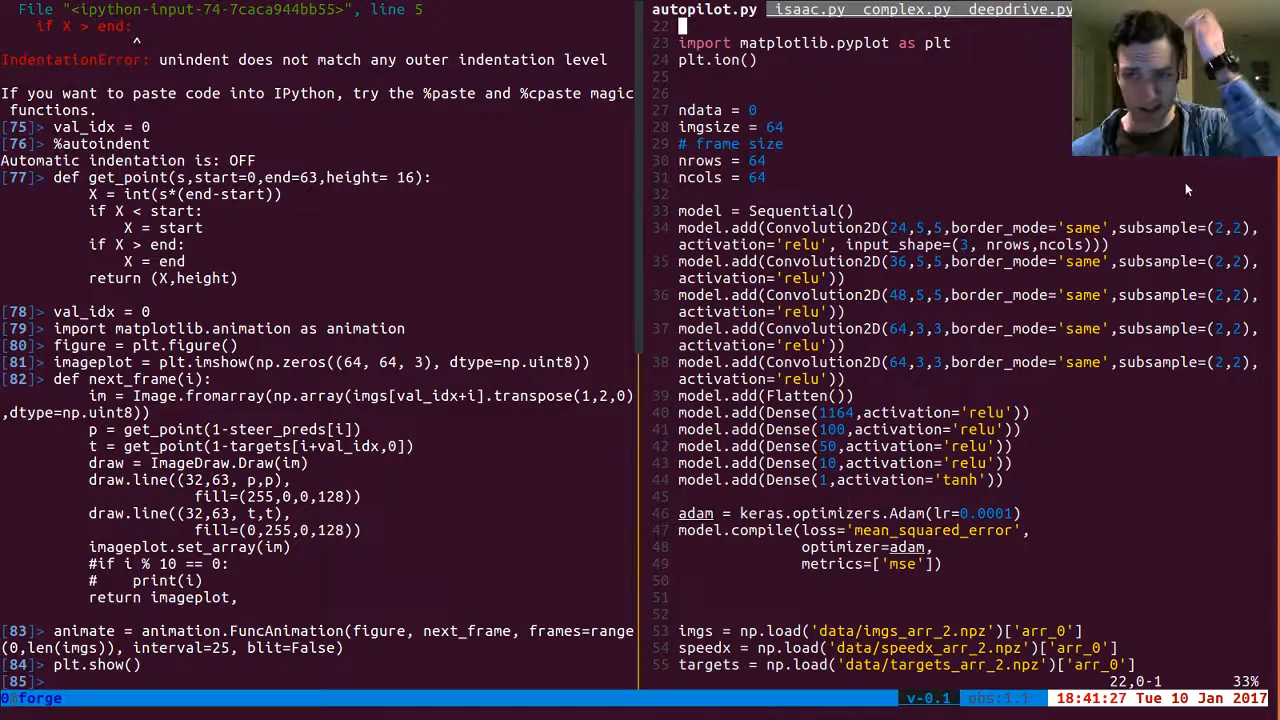 File "<ipython-input-74-7caca944bb55>", line 5
if X > end:
^
IndentationError: unindent does not match any outer indentation level
If you want to paste code into IPython, try the %paste and %cpaste magic
functions.
[75]> val_idx = 0
[76]> %autoindent
Automatic indentation is: OFF
[77]> def get_point(s,start=0,end=63,height= 16):
X = int(s*(end-start))
if X < start:
X = start
if X > end:
X = end
return (X,height)
[78]> val_idx = 0
[79]> import matplotlib.animation as animation
[80]> figure = plt.figure()
[81]> imageplot = plt.imshow(np.zeros((64, 64, 3), dtype=np.uint8))
[82]> def next_frame(i):
im = Image.fromarray(np.array(imgs[val_idx+i].transpose(1,2,0)
,dtype=np.uint8))
p = get_point(1-steer_preds[i])
t = get_point(1-targets[i+val_idx,0])
draw = ImageDraw.Draw(im)
draw.line((32,63, p,p),
fill=(255,0,0,128))
draw.line((32,63, t,t),
fill=(0,255,0,128))
imageplot.set_array(im)
#if i % 10 == 0:
#    print(i)
return imageplot,
[83]> animate = animation.FuncAnimation(figure, next_frame, frames=range
(0,len(imgs)), interval=25, blit=False)
[84]> plt.show()
[85]>
autopilot.py isaac.py complex.py deepdrive.py
22
23 import matplotlib.pyplot as plt
24 plt.ion()
25
26
27 ndata = 0
28 imgsize = 64
29 # frame size
30 nrows = 64
31 ncols = 64
32
33 model = Sequential()
34 model.add(Convolution2D(24,5,5,border_mode='same',subsample=(2,2),
activation='relu', input_shape=(3, nrows,ncols)))
35 model.add(Convolution2D(36,5,5,border_mode='same',subsample=(2,2),
activation='relu'))
36 model.add(Convolution2D(48,5,5,border_mode='same',subsample=(2,2),
activation='relu'))
37 model.add(Convolution2D(64,3,3,border_mode='same',subsample=(2,2),
activation='relu'))
38 model.add(Convolution2D(64,3,3,border_mode='same',subsample=(2,2),
activation='relu'))
39 model.add(Flatten())
40 model.add(Dense(1164,activation='relu'))
41 model.add(Dense(100,activation='relu'))
42 model.add(Dense(50,activation='relu'))
43 model.add(Dense(10,activation='relu'))
44 model.add(Dense(1,activation='tanh'))
45
46 adam = keras.optimizers.Adam(lr=0.0001)
47 model.compile(loss='mean_squared_error',
48 optimizer=adam,
49 metrics=['mse'])
50
51
52
53 imgs = np.load('data/imgs_arr_2.npz')['arr_0']
54 speedx = np.load('data/speedx_arr_2.npz')['arr_0']
55 targets = np.load('data/targets_arr_2.npz')['arr_0']
22,0-1 33%
v-0.1 obs:1.1 18:41:27 Tue 10 Jan 2017